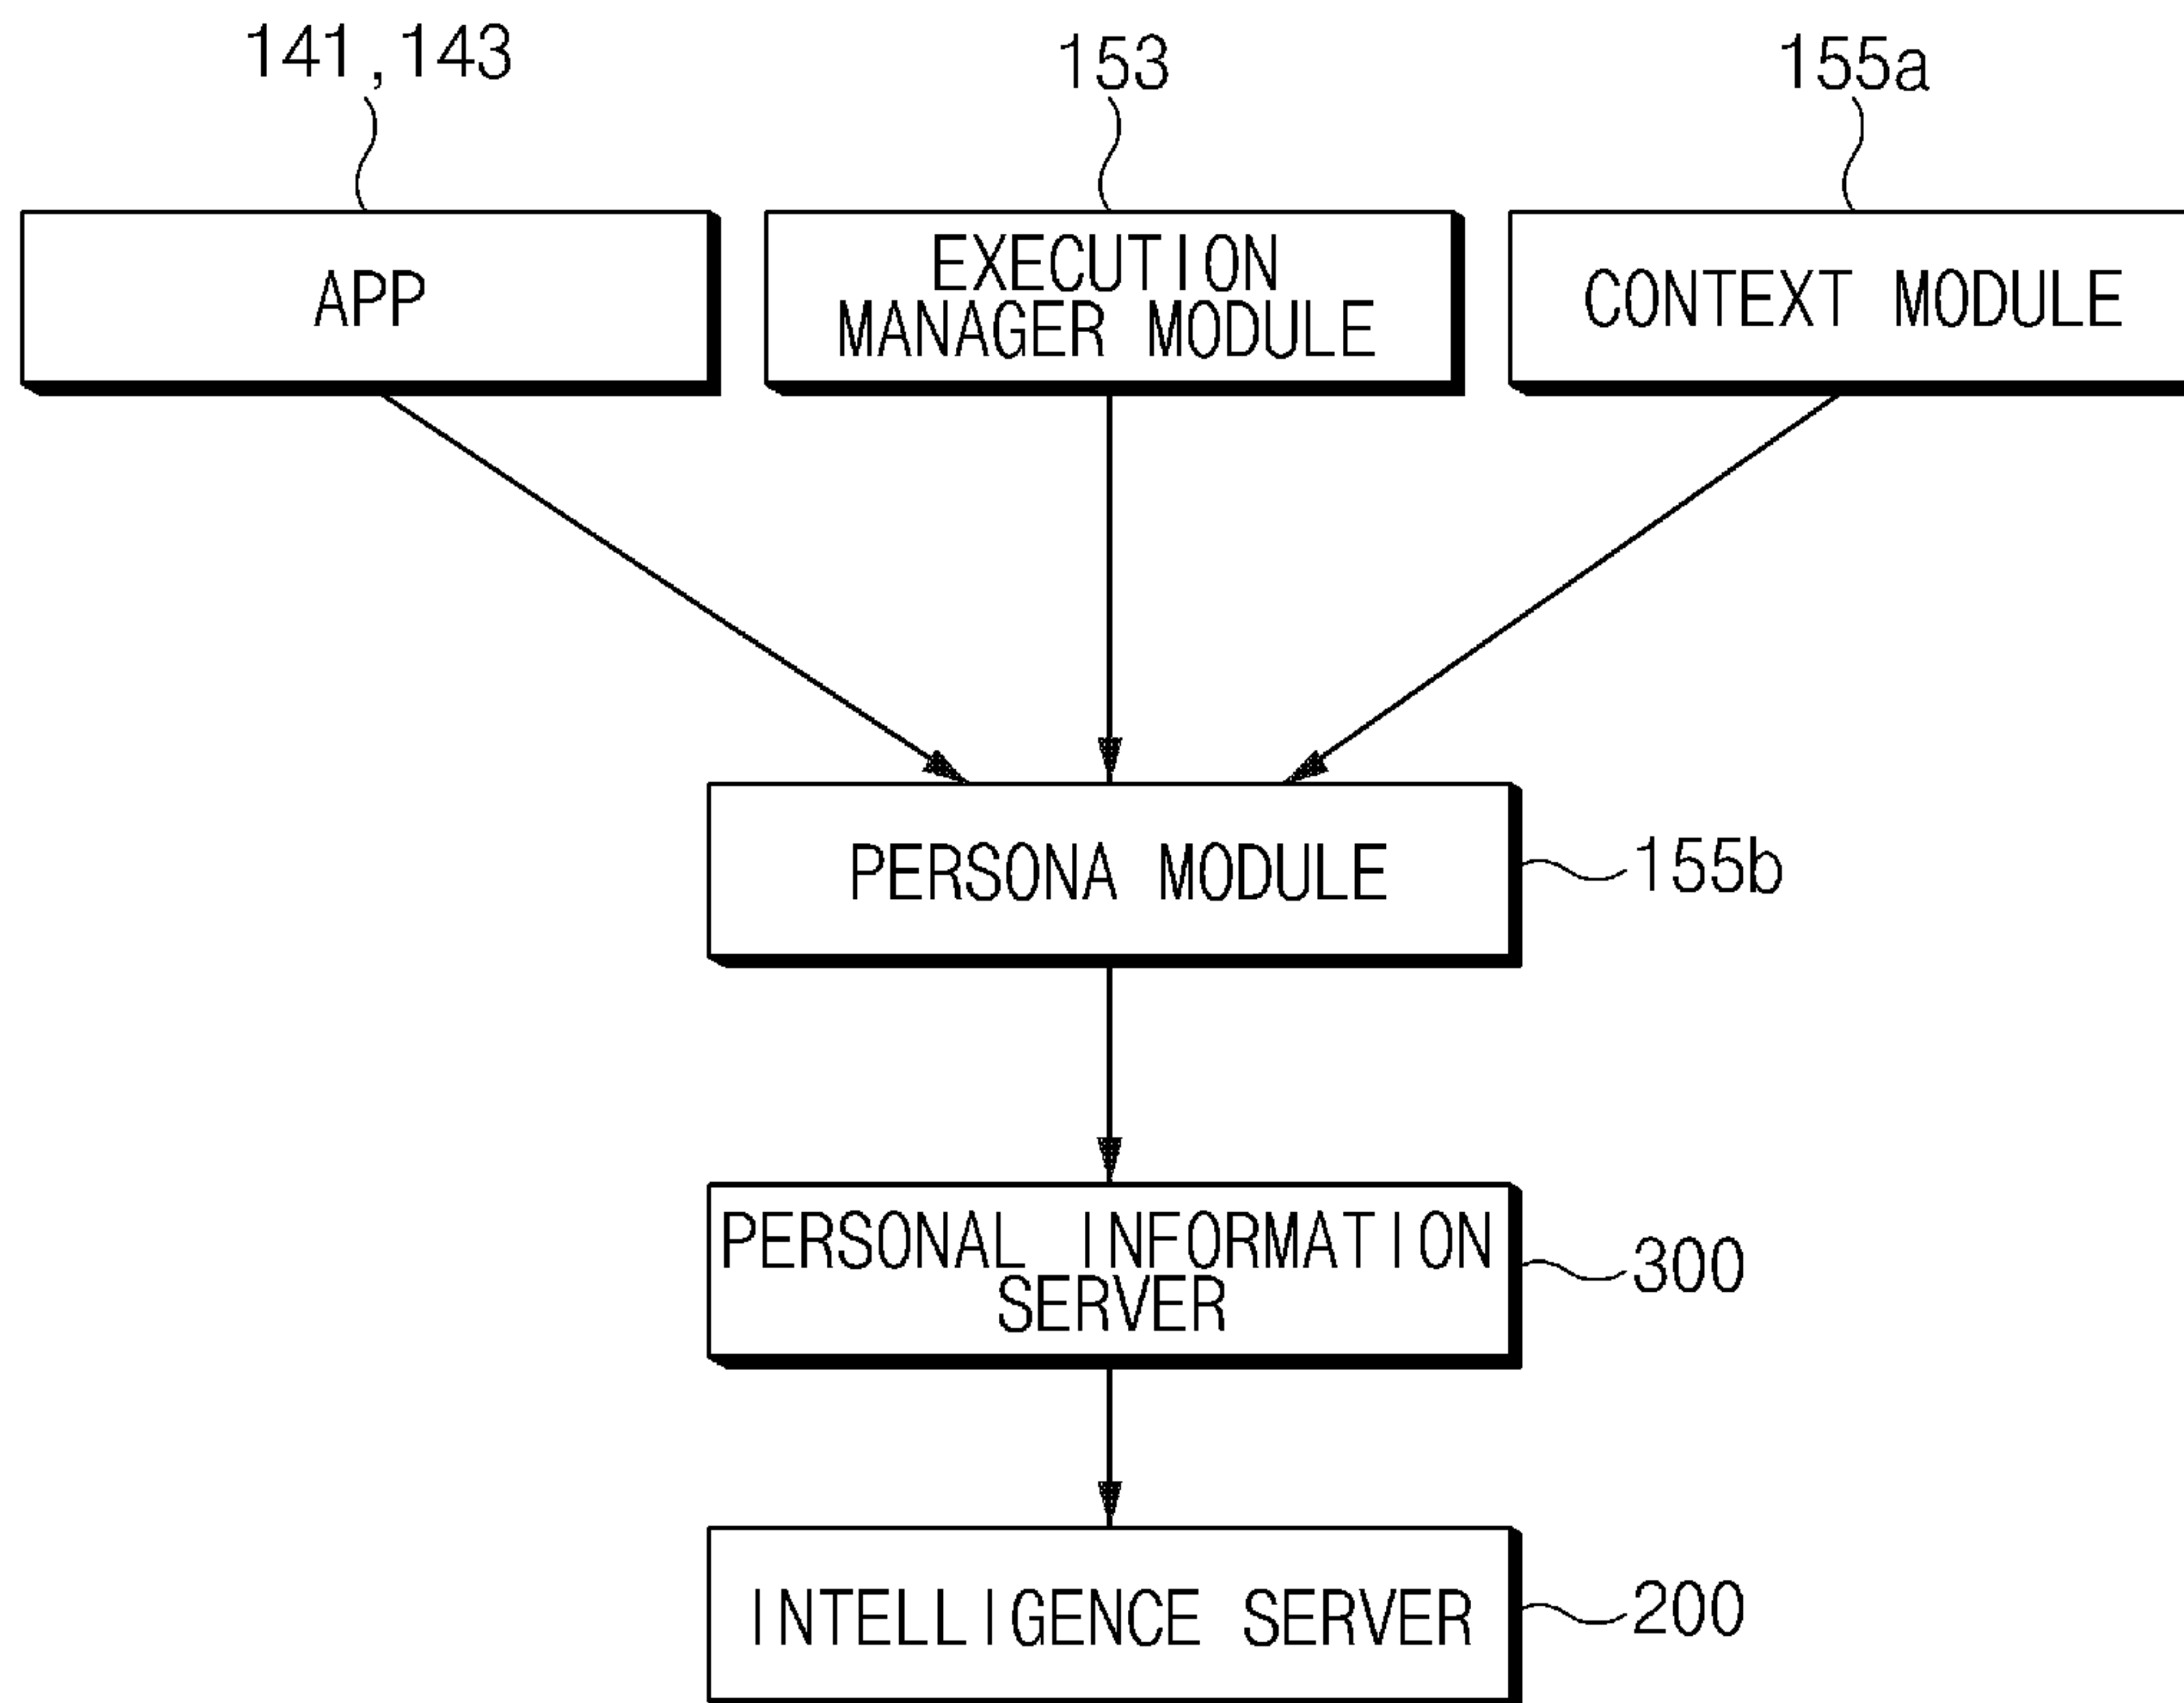 141, 143
153
155a
APP
EXECUTION
MANAGER MODULE
CONTEXT MODULE
PERSONA MODULE
155b
PERSONAL INFORMATION
SERVER
300
INTELLIGENCE SERVER
200